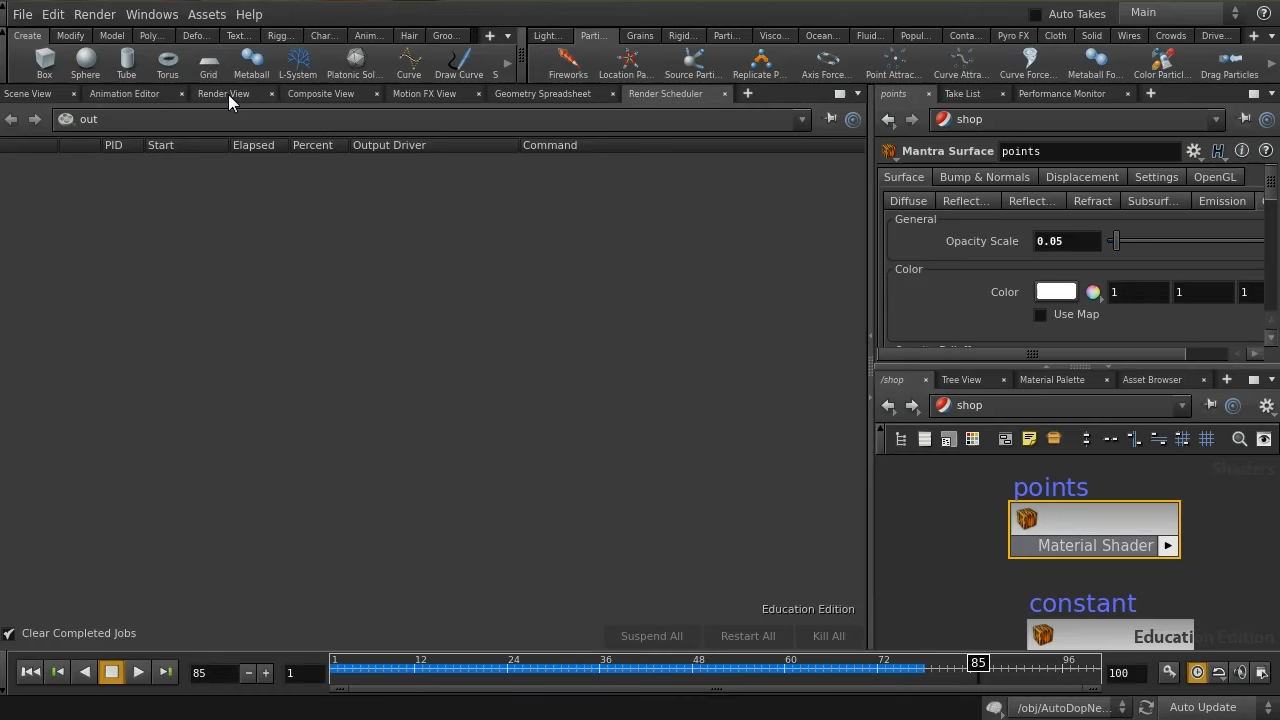 File Edit Render Windows Assets Help Auto Takes Main
Create Modify Model Poly... Defo... Text... Rigg... Char... Anim... Hair Groo... Light... Parti... Grains Rigid... Parti... Visco... Ocean... Fluid... Popul... Conta... Pyro FX Cloth Solid Wires Crowds Drive...
Box Sphere Tube Torus Grid Metaball L-System Platonic Sol... Curve Draw Curve S Fireworks Location Pa... Source Parti... Replicate P... Axis Force... Point Attrac... Curve Attra... Curve Force... Metaball Fo... Color Particl... Drag Particles
Scene View Animation Editor Render View Composite View Motion FX View Geometry Spreadsheet Render Scheduler points Take List Performance Monitor
out shop
PID Start Elapsed Percent Output Driver Command
Mantra Surface points
Surface Bump & Normals Displacement Settings OpenGL
Diffuse Reflect... Reflect... Refract Subsurf... Emission
General
Opacity Scale 0.05
Color
Color 1 1 1
Use Map
/shop Tree View Material Palette Asset Browser
shop
Shaders
points
Material Shader
constant
Education Edition
Education Edition
Clear Completed Jobs Suspend All Restart All Kill All
85 1 1 12 24 36 48 60 72 85 96 100
/obj/AutoDopNe... Auto Update